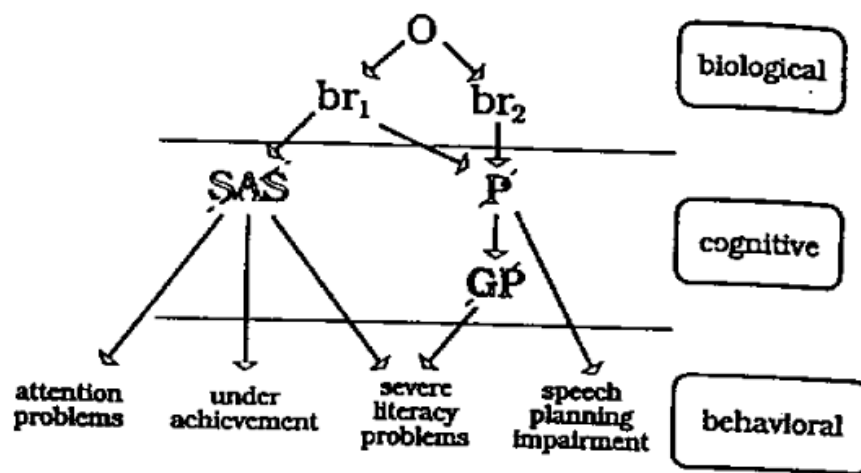 O
biological
br₁
br₂
SAS
P
cognitive
GP
attention
problems
under
achievement
severe
literacy
problems
speech
planning
impairment
behavioral